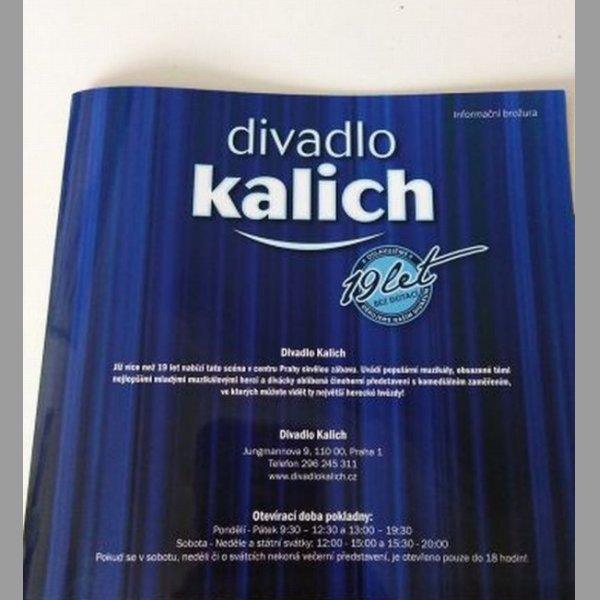 Informační brožura
divadlo
kalich
19 let
BEZ DOTACÍ
Divadlo Kalich
Již více než 19 let nabízí tato scéna v centru Prahy skvělou zábavu. Uvádí populární muzikály, obsazené těmi
nejlepšími mladými muzikálovými herci a divácky oblíbená činoherní představení s komediálním zaměřením,
ve kterých můžete vidět ty největší herecké hvězdy!
Divadlo Kalich
Jungmannova 9, 110 00, Praha 1
Telefon 296 245 311
www.divadlokalich.cz
Otevírací doba pokladny:
Pondělí - Pátek 9:30 – 12:30 a 13:00 – 19:30
Sobota - Neděle a státní svátky: 12:00 - 15:00 a 15:30 - 20:00
Pokud se v sobotu, neděli či o svátcích nekoná večerní představení, je otevřeno pouze do 18 hodin!